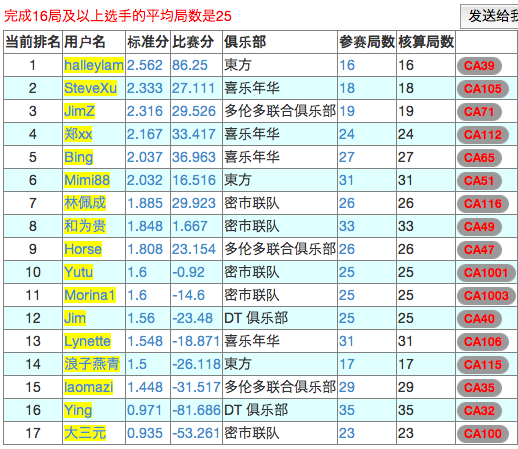 完成16局及以上选手的平均局数是25 发送给我
当前排名 用户名 标准分 比赛分 俱乐部 参赛局数 核算局数
1 halleylam 2.562 86.25 東方 16 16 CA39
2 SteveXu 2.333 27.111 喜乐年华 18 18 CA105
3 JimZ 2.316 29.526 多伦多联合俱乐部 19 19 CA71
4 郑xx 2.167 33.417 喜乐年华 24 24 CA112
5 Bing 2.037 36.963 喜乐年华 27 27 CA65
6 Mimi88 2.032 16.516 東方 31 31 CA51
7 林佩成 1.885 29.923 密市联队 26 26 CA116
8 和为贵 1.848 1.667 密市联队 33 33 CA49
9 Horse 1.808 23.154 多伦多联合俱乐部 26 26 CA47
10 Yutu 1.6 -0.92 密市联队 25 25 CA1001
11 Morina1 1.6 -14.6 密市联队 25 25 CA1003
12 Jim 1.56 -23.48 DT 俱乐部 25 25 CA40
13 Lynette 1.548 -18.871 喜乐年华 31 31 CA106
14 浪子燕青 1.5 -26.118 東方 17 17 CA115
15 laomazi 1.448 -31.517 多伦多联合俱乐部 29 29 CA35
16 Ying 0.971 -81.686 DT 俱乐部 35 35 CA32
17 大三元 0.935 -53.261 密市联队 23 23 CA100